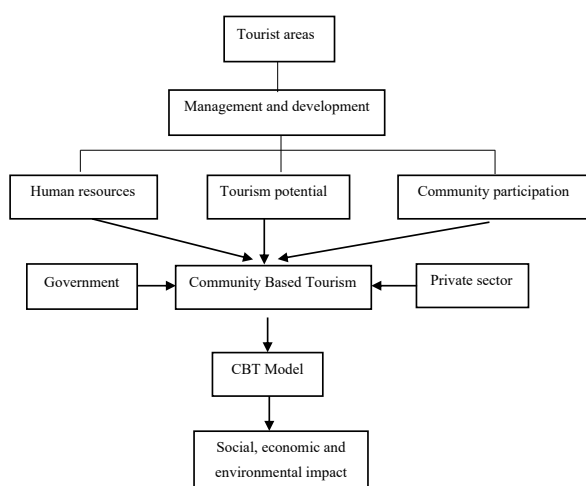 Tourist areas
Management and development
Human resources
Tourism potential
Community participation
Government
Community Based Tourism
Private sector
CBT Model
Social, economic and
environmental impact